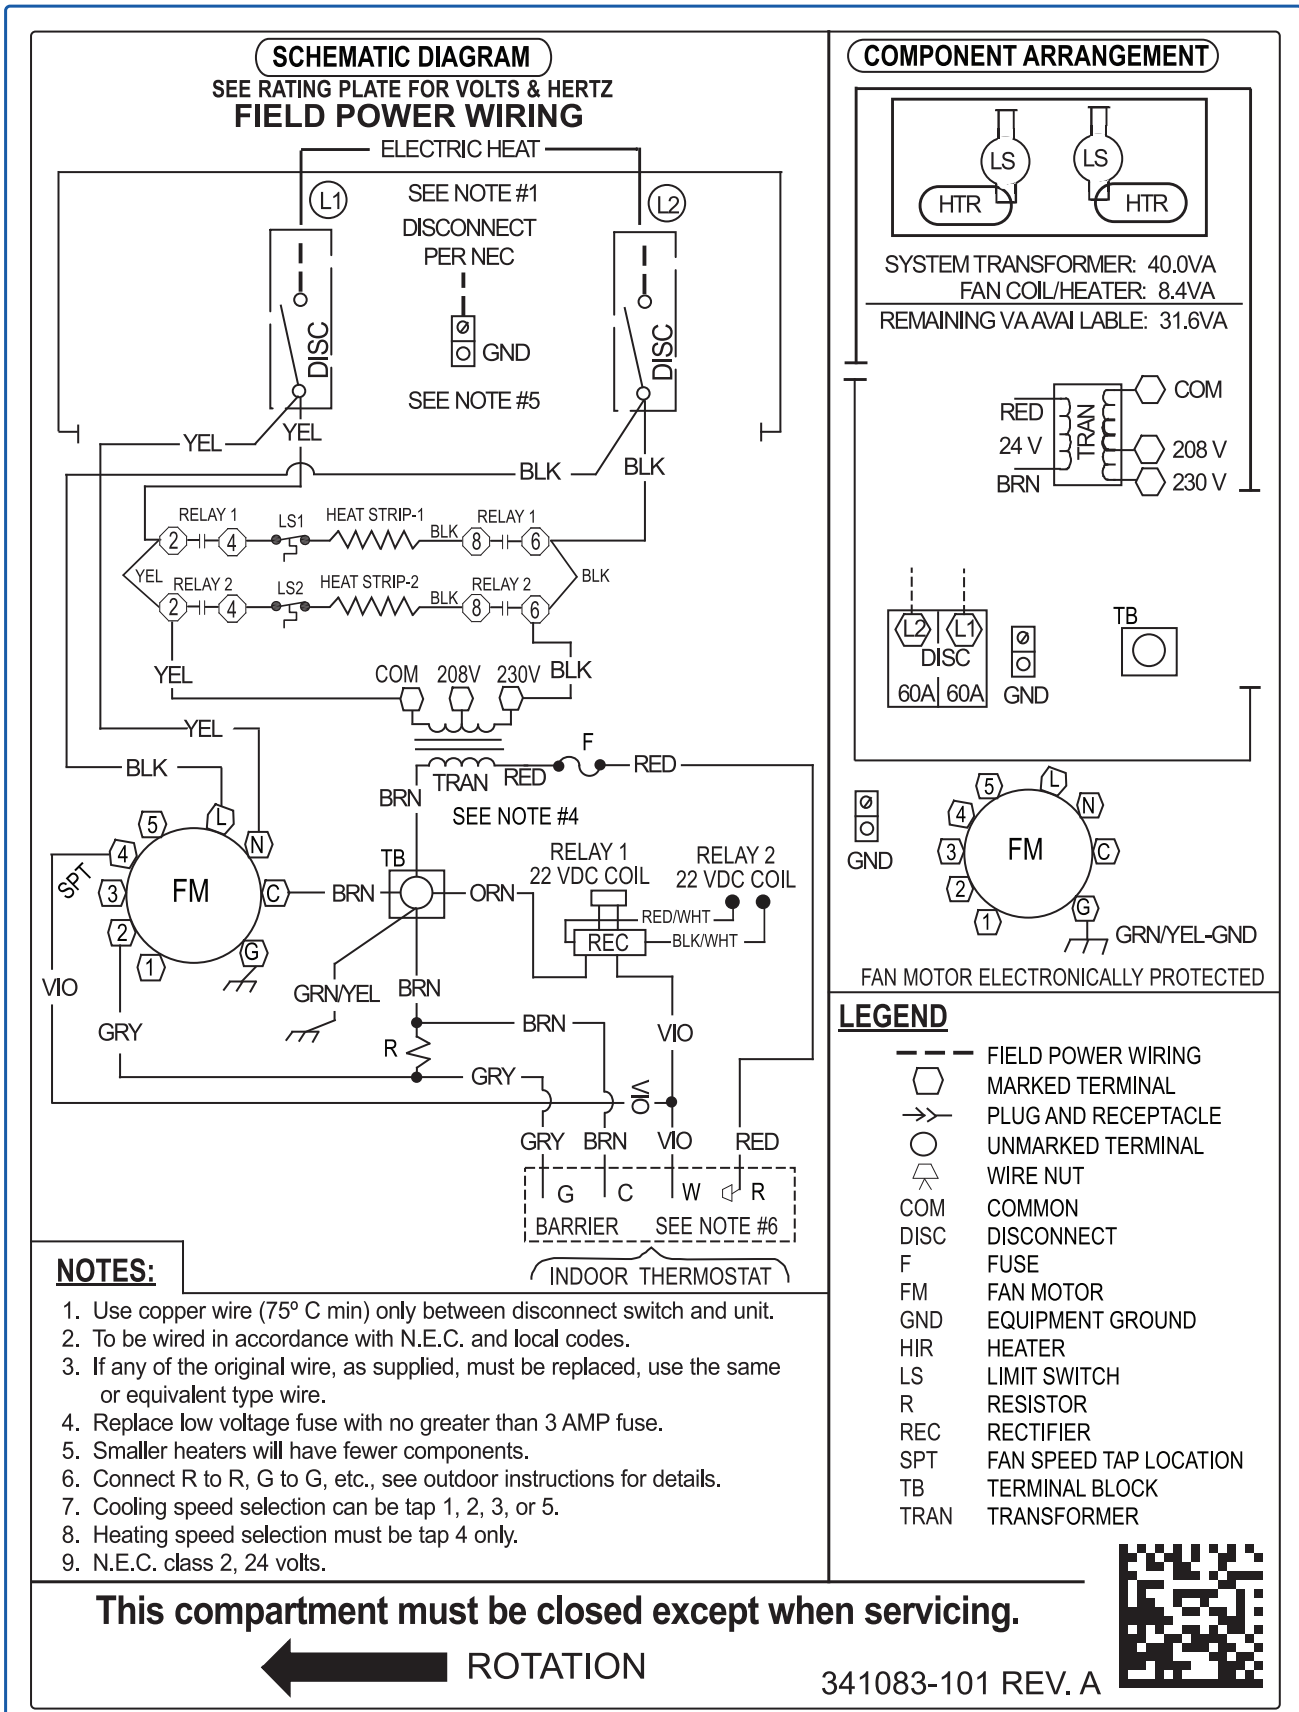 SCHEMATIC DIAGRAM
SEE RATING PLATE FOR VOLTS & HERTZ
FIELD POWER WIRING
ELECTRIC HEAT
L1
SEE NOTE #1
L2
DISCONNECT
PER NEC
DISC
GND
DISC
SEE NOTE #5
YEL
YEL
BLK
BLK
RELAY 1
LS1
HEAT STRIP-1
BLK
RELAY 1
2
4
8
6
YEL
BLK
RELAY 2
LS2
HEAT STRIP-2
BLK
RELAY 2
2
4
8
6
YEL
COM
208V
230V
BLK
YEL
BLK
F
TRAN
RED
RED
BRN
SEE NOTE #4
L
5
N
4
SPT
3
FM
C
2
1
G
BRN
TB
ORN
RELAY 1
22 VDC COIL
RELAY 2
22 VDC COIL
RED/WHT
REC
BLK/WHT
VIO
GRN/YEL
BRN
GRY
BRN
VIO
R
GRY
VIO
GRY
BRN
VIO
RED
G
C
W
R
BARRIER
SEE NOTE #6
INDOOR THERMOSTAT
NOTES:
1. Use copper wire (75º C min) only between disconnect switch and unit.
2. To be wired in accordance with N.E.C. and local codes.
3. If any of the original wire, as supplied, must be replaced, use the same
or equivalent type wire.
4. Replace low voltage fuse with no greater than 3 AMP fuse.
5. Smaller heaters will have fewer components.
6. Connect R to R, G to G, etc., see outdoor instructions for details.
7. Cooling speed selection can be tap 1, 2, 3, or 5.
8. Heating speed selection must be tap 4 only.
9. N.E.C. class 2, 24 volts.
COMPONENT ARRANGEMENT
LS
LS
HTR
HTR
SYSTEM TRANSFORMER: 40.0VA
FAN COIL/HEATER: 8.4VA
REMAINING VA AVAI LABLE: 31.6VA
RED
24 V
BRN
TRAN
COM
208 V
230 V
L2
L1
DISC
60A
60A
GND
TB
GND
L
5
N
4
3
FM
C
2
1
G
GRN/YEL-GND
FAN MOTOR ELECTRONICALLY PROTECTED
LEGEND
FIELD POWER WIRING
MARKED TERMINAL
PLUG AND RECEPTACLE
UNMARKED TERMINAL
WIRE NUT
COM COMMON
DISC DISCONNECT
F FUSE
FM FAN MOTOR
GND EQUIPMENT GROUND
HIR HEATER
LS LIMIT SWITCH
R RESISTOR
REC RECTIFIER
SPT FAN SPEED TAP LOCATION
TB TERMINAL BLOCK
TRAN TRANSFORMER
This compartment must be closed except when servicing.
ROTATION
341083-101 REV. A